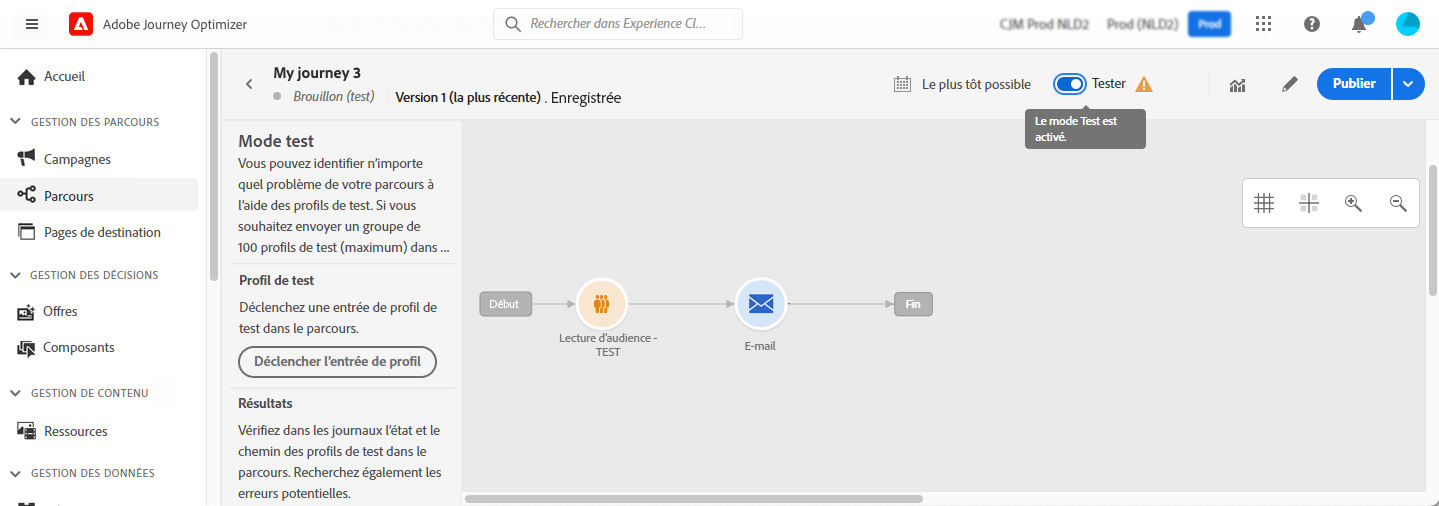 Adobe Journey Optimizer
Rechercher dans Experience Cl...
CJM Prod NLD2
Prod (NLD2)
Prod
Accueil
GESTION DES PARCOURS
Campagnes
Parcours
Pages de destination
GESTION DES DÉCISIONS
Offres
Composants
GESTION DE CONTENU
Ressources
GESTION DES DONNÉES
My journey 3
Brouillon (test)
Version 1 (la plus récente) . Enregistrée
Le plus tôt possible
Tester
Publier
Le mode Test est
activé.
Mode test
Vous pouvez identifier n’importe
quel problème de votre parcours à
l’aide des profils de test. Si vous
souhaitez envoyer un groupe de
100 profils de test (maximum) dans ...
Profil de test
Déclenchez une entrée de profil de
test dans le parcours.
Déclencher l’entrée de profil
Résultats
Vérifiez dans les journaux l’état et le
chemin des profils de test dans le
parcours. Recherchez également les
erreurs potentielles.
Début
Lecture d’audience -
TEST
E-mail
Fin